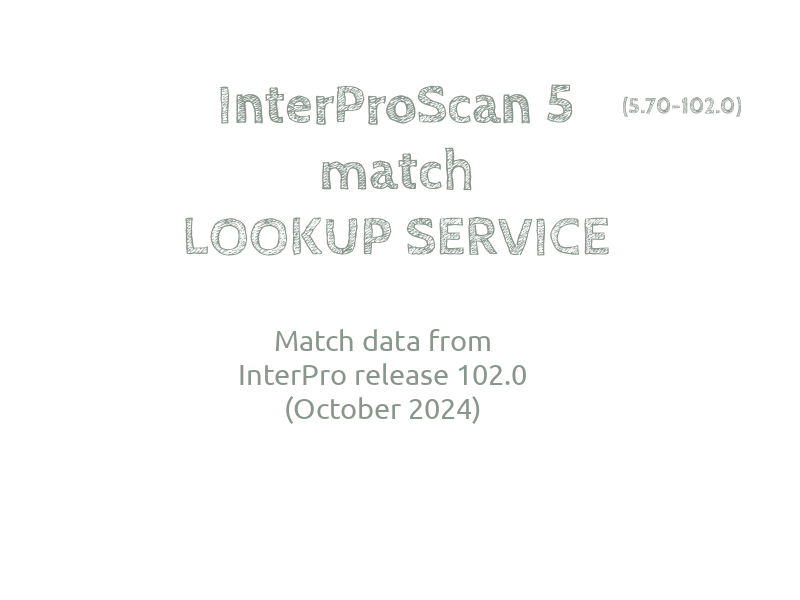 InterProScan 5 (5.70-102.0)
match
LOOKUP SERVICE
Match data from
InterPro release 102.0
(October 2024)